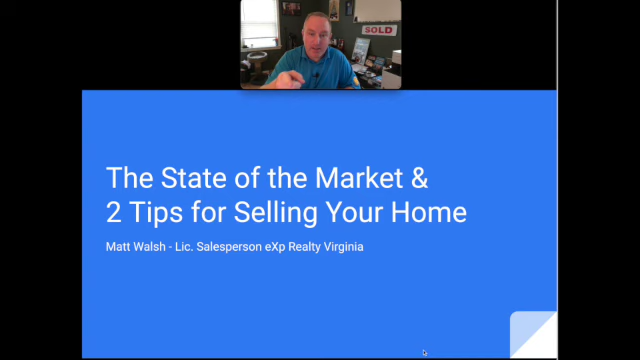 SOLD
The State of the Market &
2 Tips for Selling Your Home
Matt Walsh - Lic. Salesperson eXp Realty Virginia